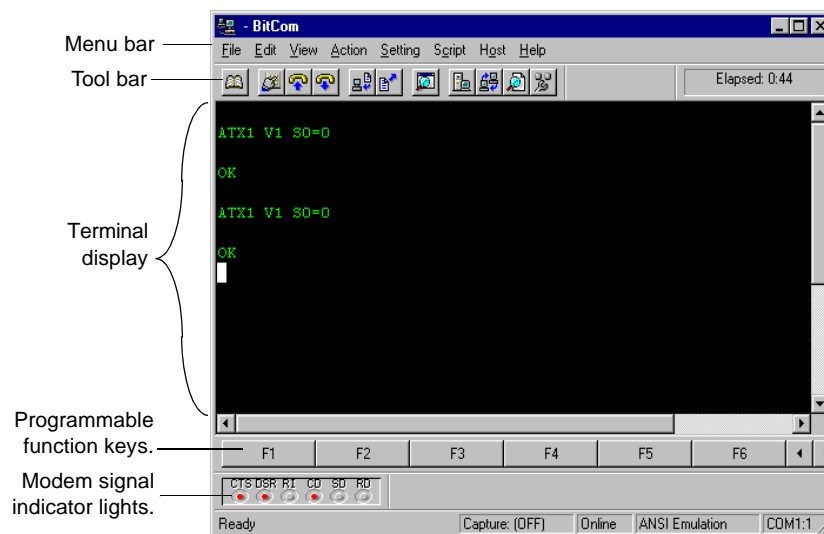 - BitCom
Menu bar
File Edit View Action Setting Script Host Help
Tool bar
Elapsed: 0:44
ATX1 V1 S0=0
OK
ATX1 V1 S0=0
OK
Terminal
display
Programmable
function keys.
F1 F2 F3 F4 F5 F6
Modem signal
indicator lights.
CTS DSR RI CD SD RD
Ready Capture: (OFF) Online ANSI Emulation COM1:1